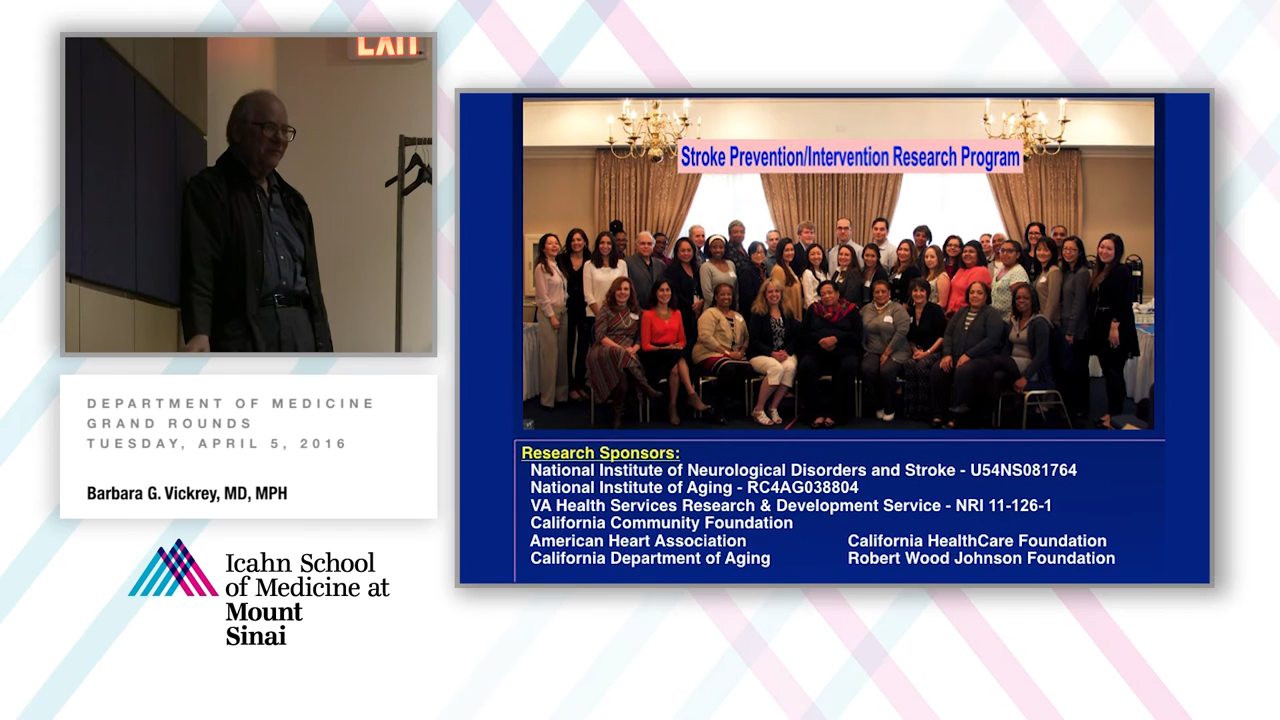 EXIT
DEPARTMENT OF MEDICINE
GRAND ROUNDS
TUESDAY, APRIL 5, 2016
Barbara G. Vickrey, MD, MPH
Icahn School
of Medicine at
Mount
Sinai
Stroke Prevention/Intervention Research Program
Research Sponsors:
National Institute of Neurological Disorders and Stroke - U54NS081764
National Institute of Aging - RC4AG038804
VA Health Services Research & Development Service - NRI 11-126-1
California Community Foundation
American Heart Association California HealthCare Foundation
California Department of Aging Robert Wood Johnson Foundation